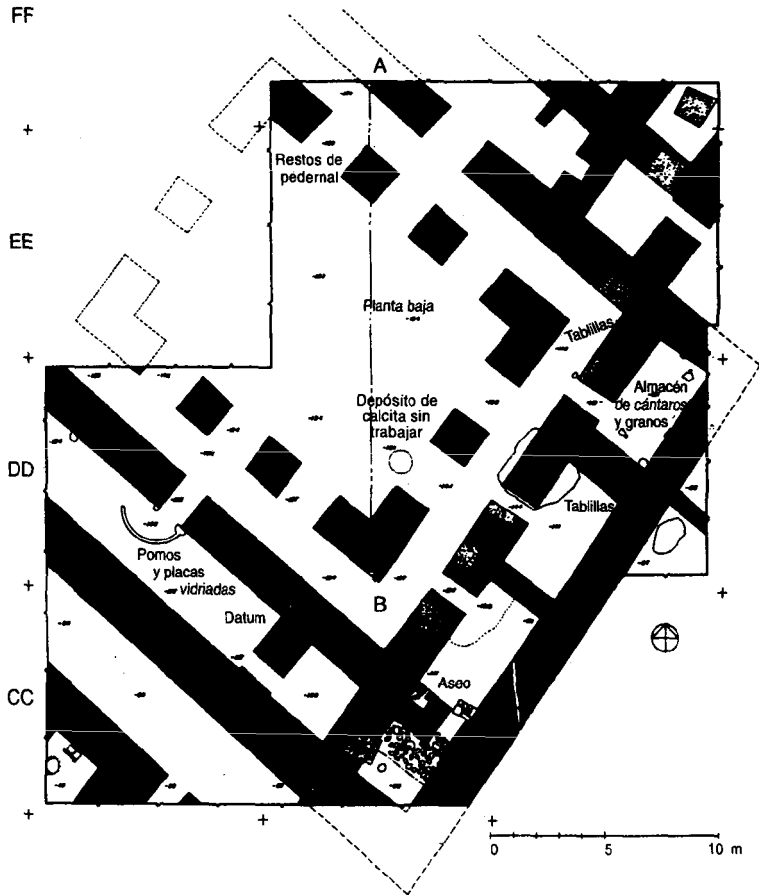 FF
A
Restos de
pedernal
EE
Planta baja
Tablillas
Almacén
de cántaros
y granos
Depósito de
calcita sin
trabajar
DD
Tablillas
Pomos
y placas
vidriadas
B
Datum
Aseo
CC
0 5 10 m